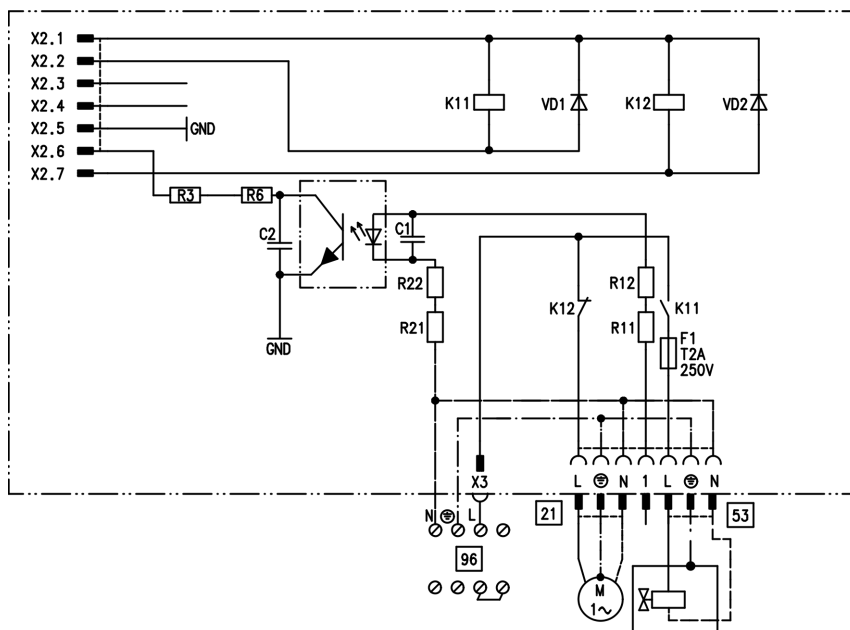 X2.1
X2.2
X2.3
X2.4
X2.5
X2.6
X2.7
K11
VD1
K12
VD2
GND
R3
R6
C2
C1
R22
R12
K12
K11
R21
R11
F1
T2A
250V
GND
X3
L
N
1
L
N
N
L
21
53
96
M
1~